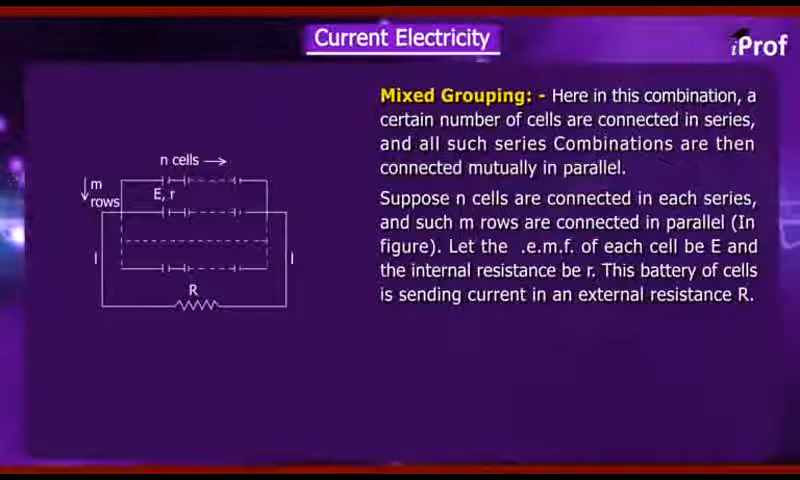 Current Electricity
iProf
Mixed Grouping: - Here in this combination, a
certain number of cells are connected in series,
and all such series Combinations are then
connected mutually in parallel.
Suppose n cells are connected in each series,
and such m rows are connected in parallel (In
figure). Let the .e.m.f. of each cell be E and
the internal resistance be r. This battery of cells
is sending current in an external resistance R.
n cells
m
rows
E, r
I
I
R